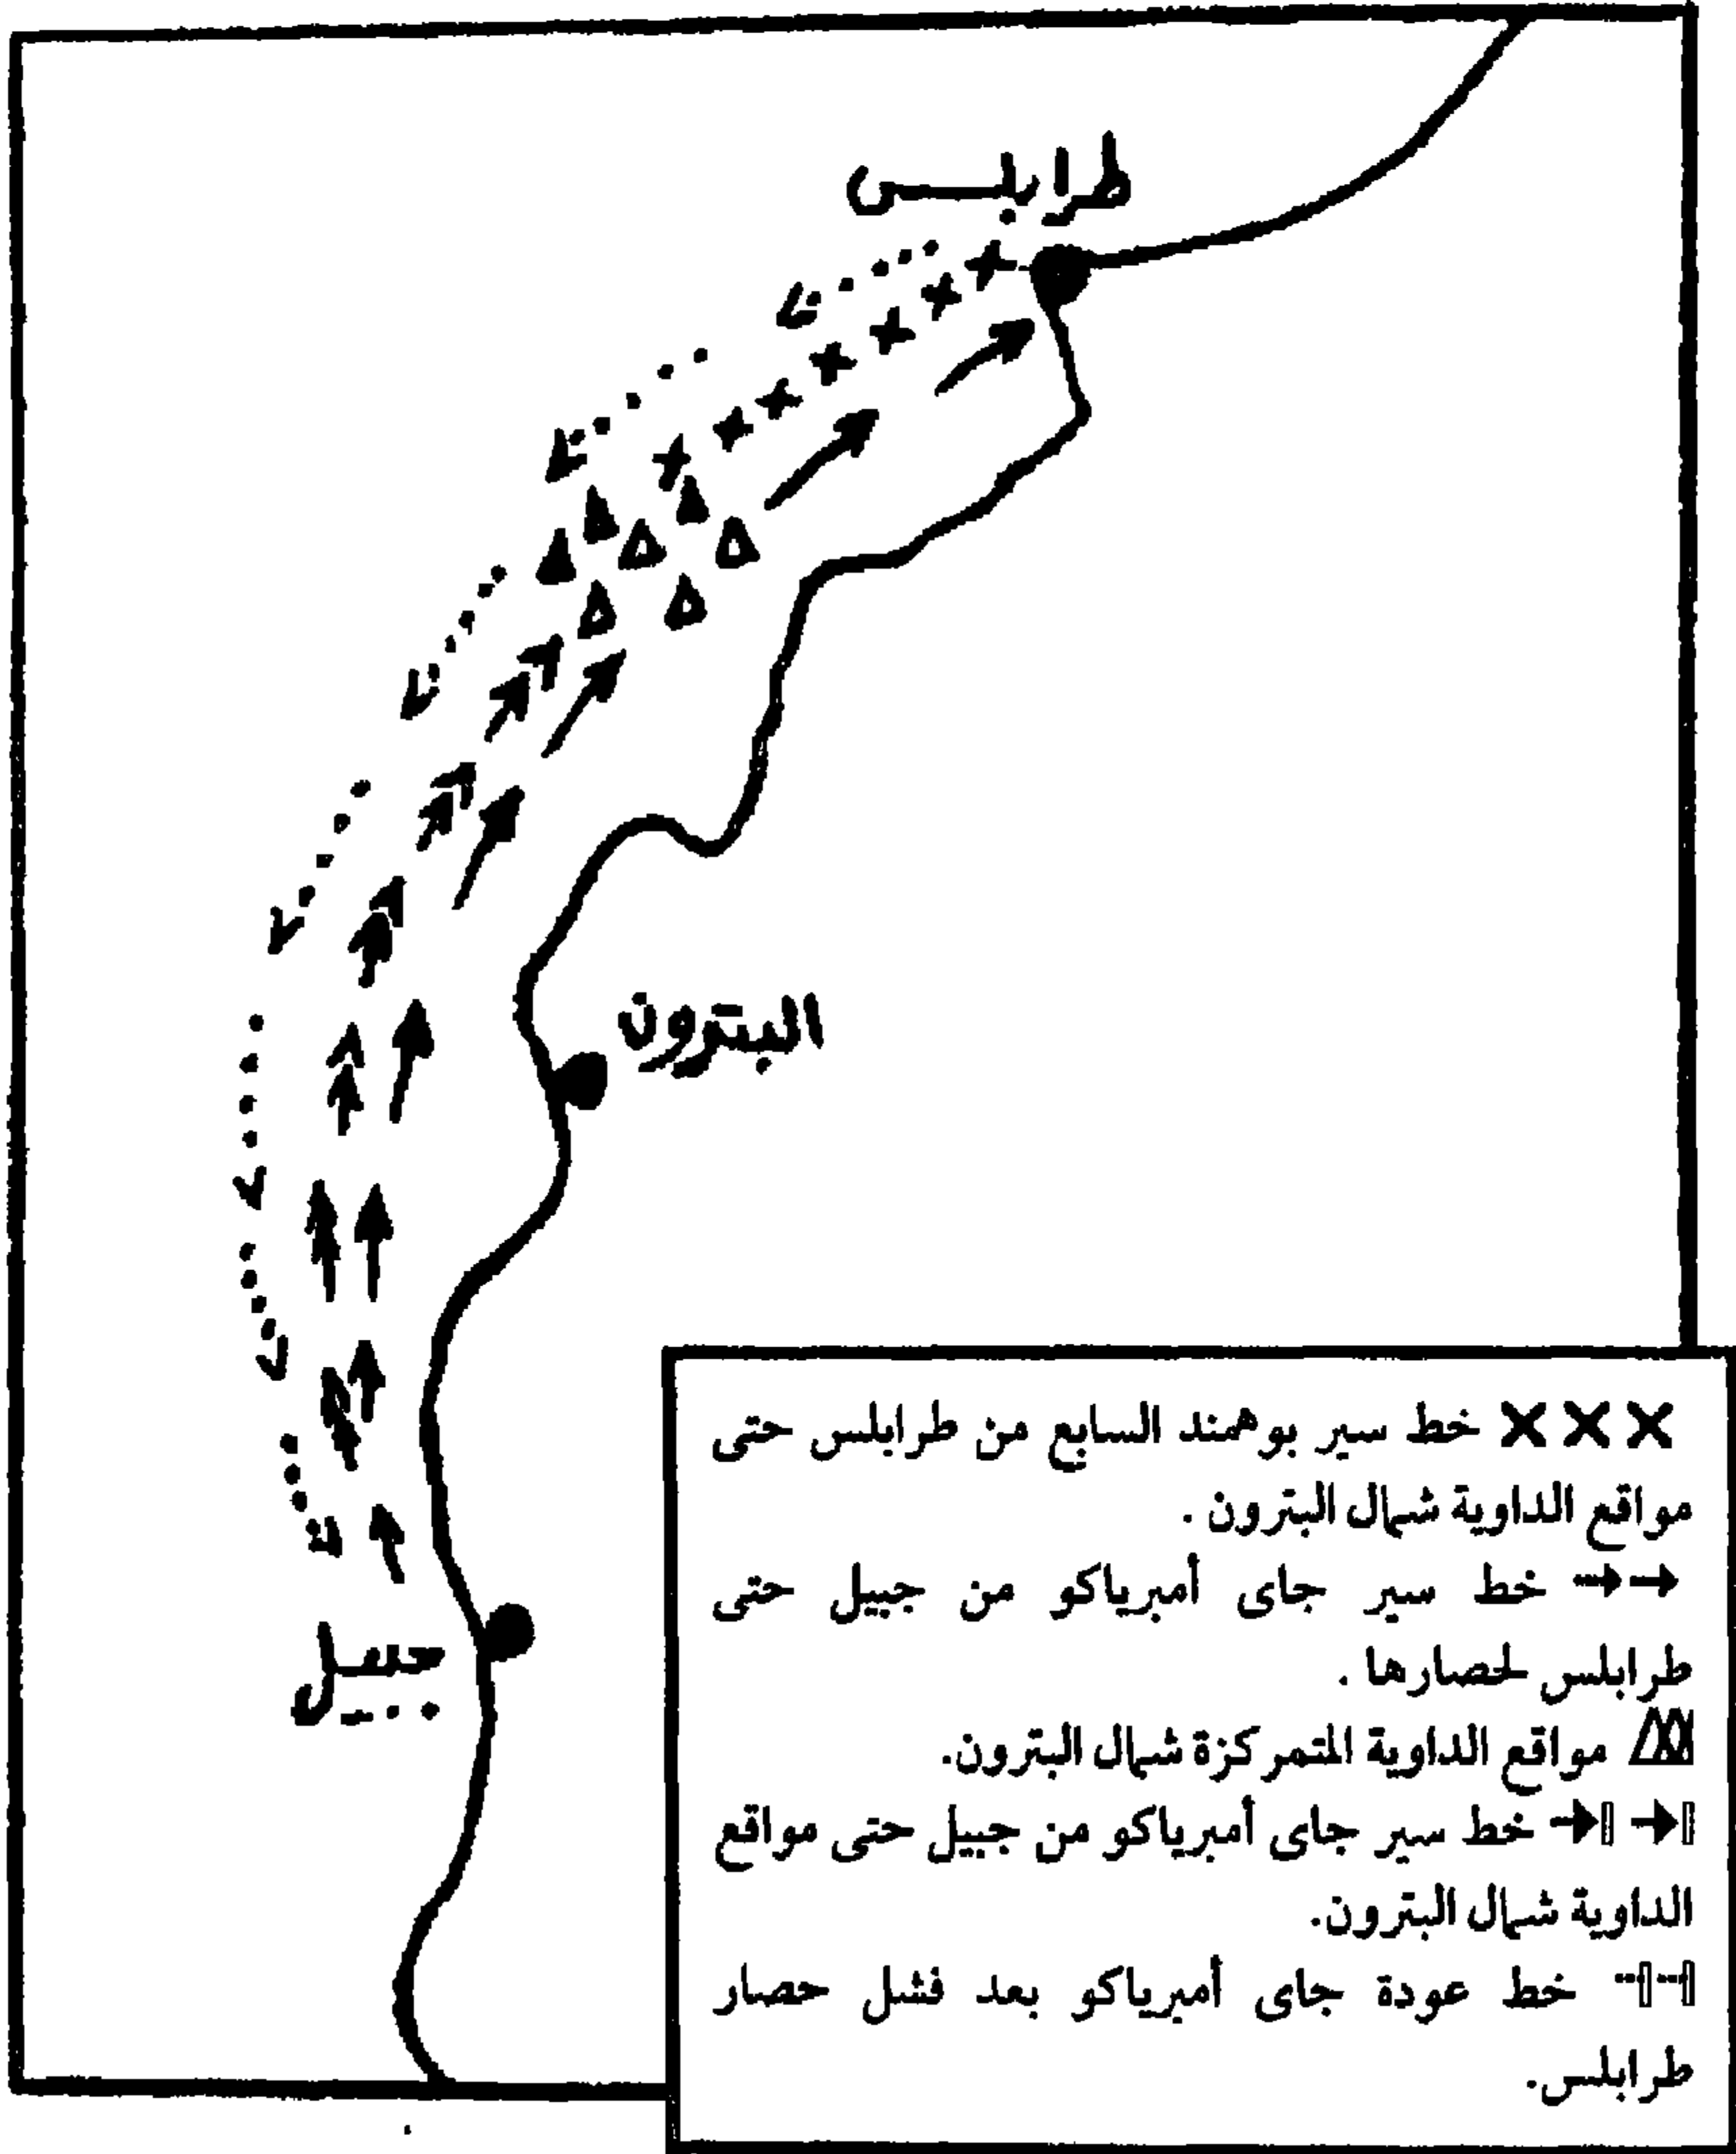 طرابلس
البترون
جبيل
××× خط سير بوهمند السابع من طرابلس حتى
مواقع الداوية شمال البترون .
→→ خط سير جاى أمبرياكو من جبيل حتى
طرابلس لحصارها .
مواقع الداوية المتمركزة شمال البترون.
خط سير جاى أمبرياكو من جبيل حتى مواقع
الداوية شمال البترون.
خط عودة جاى أمبرياكو بعد فشل حصار
طرابلس.